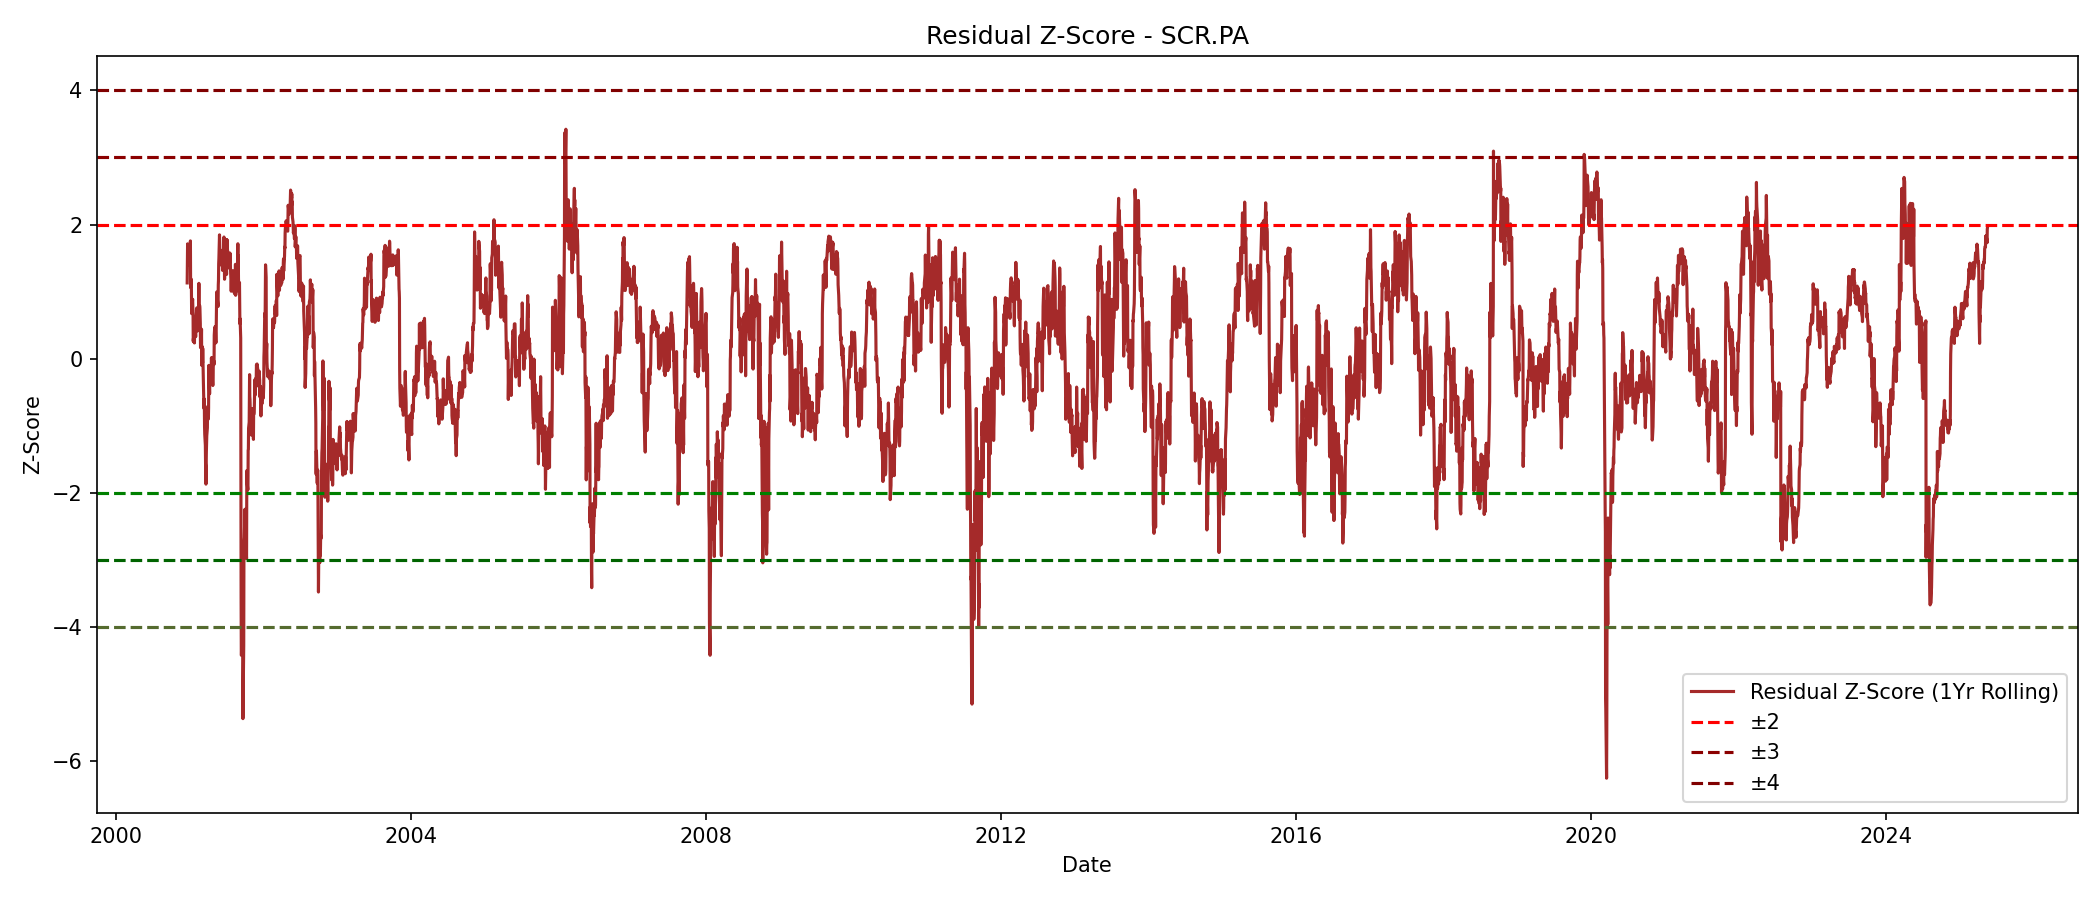 Residual Z-Score - SCR.PA
Z-Score
4
2
0
−2
−4
−6
Residual Z-Score (1Yr Rolling)
±2
±3
±4
2000 2004 2008 2012 2016 2020 2024
Date